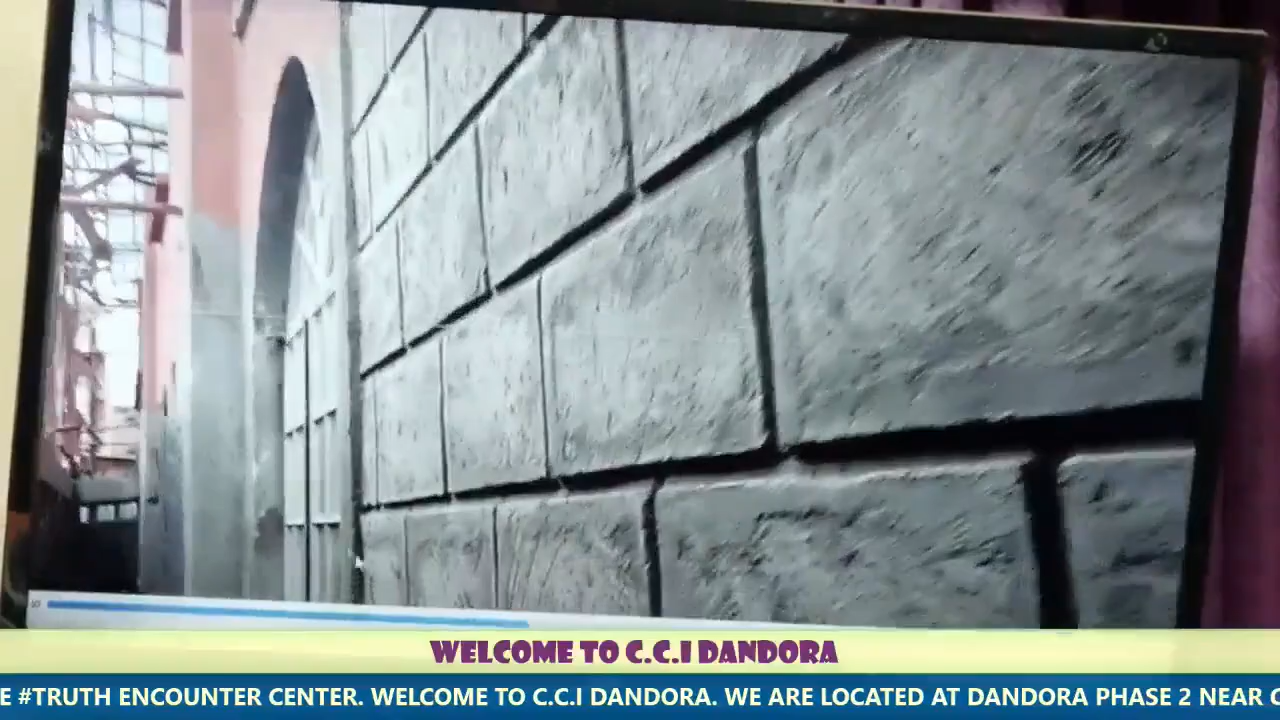 WELCOME TO C.C.I DANDORA
E #TRUTH ENCOUNTER CENTER. WELCOME TO C.C.I DANDORA. WE ARE LOCATED AT DANDORA PHASE 2 NEAR C